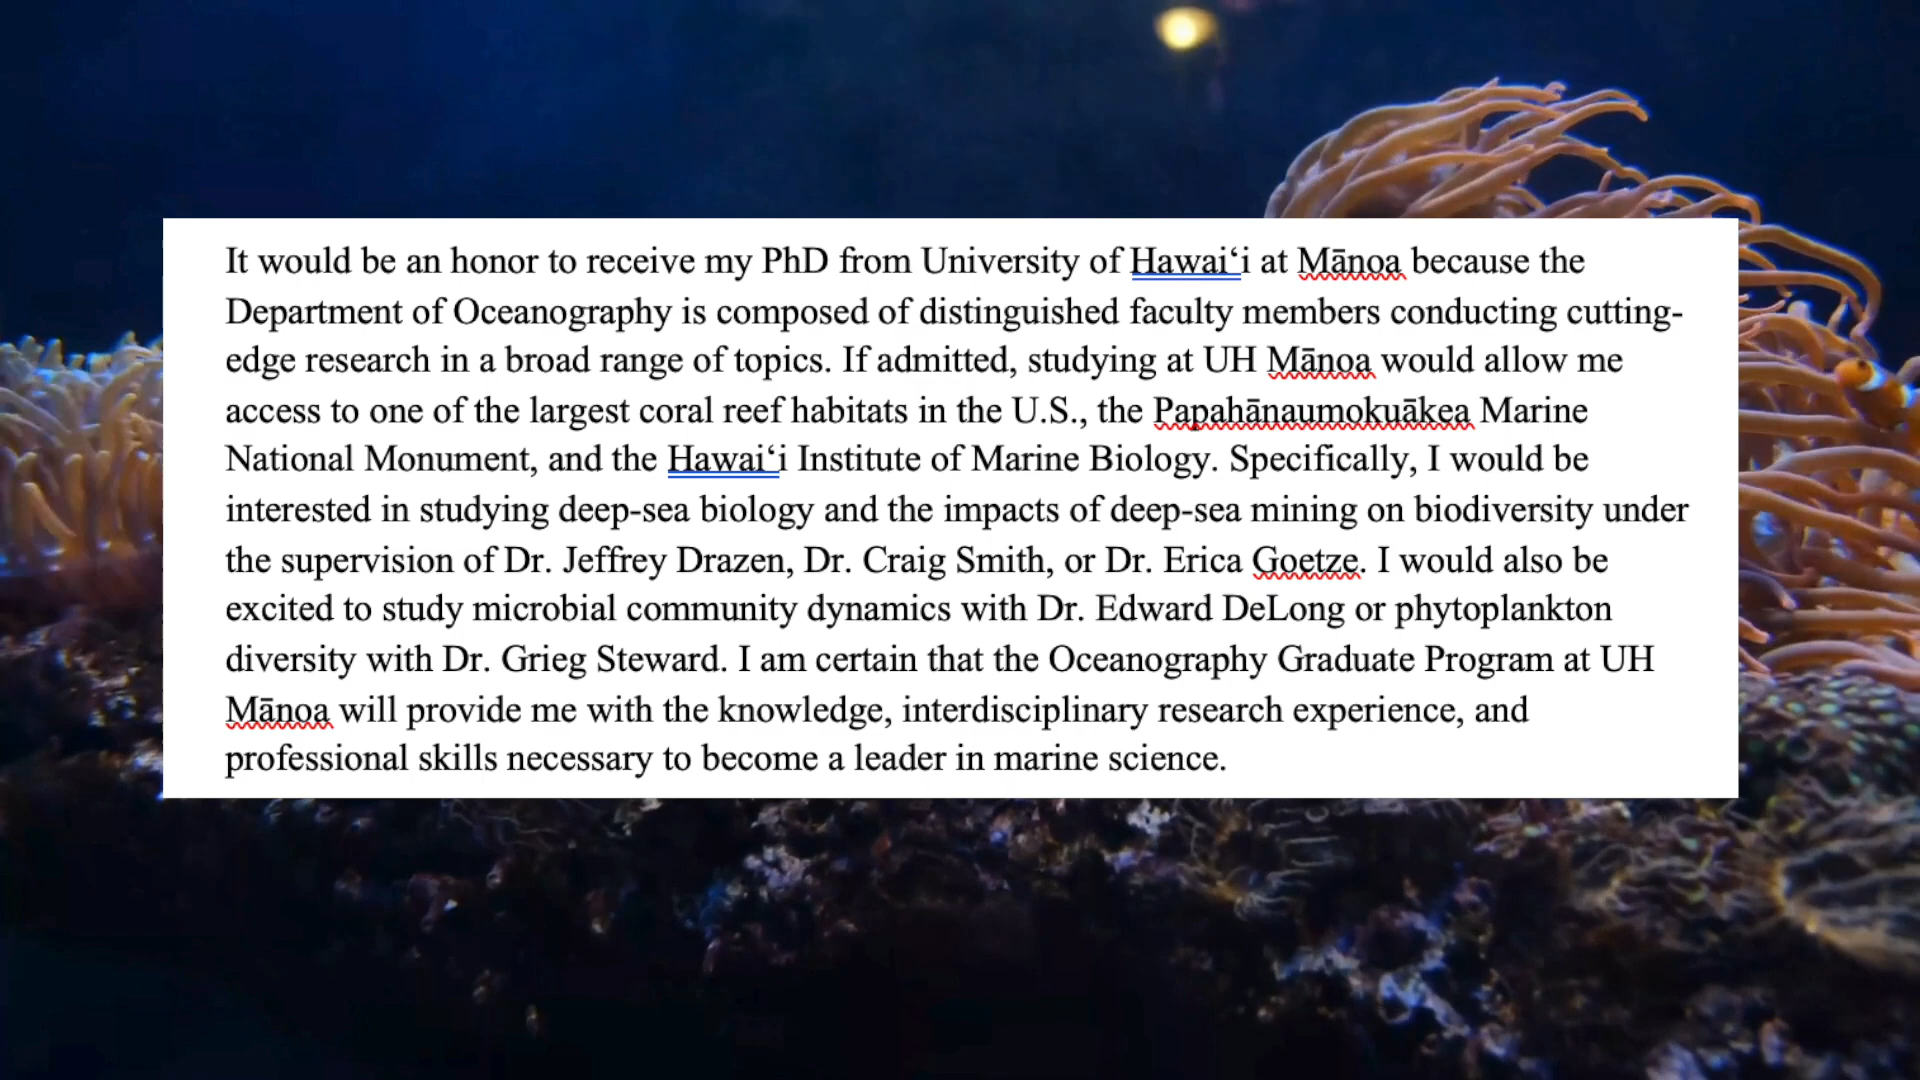 It would be an honor to receive my PhD from University of Hawaiʻi at Mānoa because the
Department of Oceanography is composed of distinguished faculty members conducting cutting-
edge research in a broad range of topics. If admitted, studying at UH Mānoa would allow me
access to one of the largest coral reef habitats in the U.S., the Papahānaumokuākea Marine
National Monument, and the Hawaiʻi Institute of Marine Biology. Specifically, I would be
interested in studying deep-sea biology and the impacts of deep-sea mining on biodiversity under
the supervision of Dr. Jeffrey Drazen, Dr. Craig Smith, or Dr. Erica Goetze. I would also be
excited to study microbial community dynamics with Dr. Edward DeLong or phytoplankton
diversity with Dr. Grieg Steward. I am certain that the Oceanography Graduate Program at UH
Mānoa will provide me with the knowledge, interdisciplinary research experience, and
professional skills necessary to become a leader in marine science.